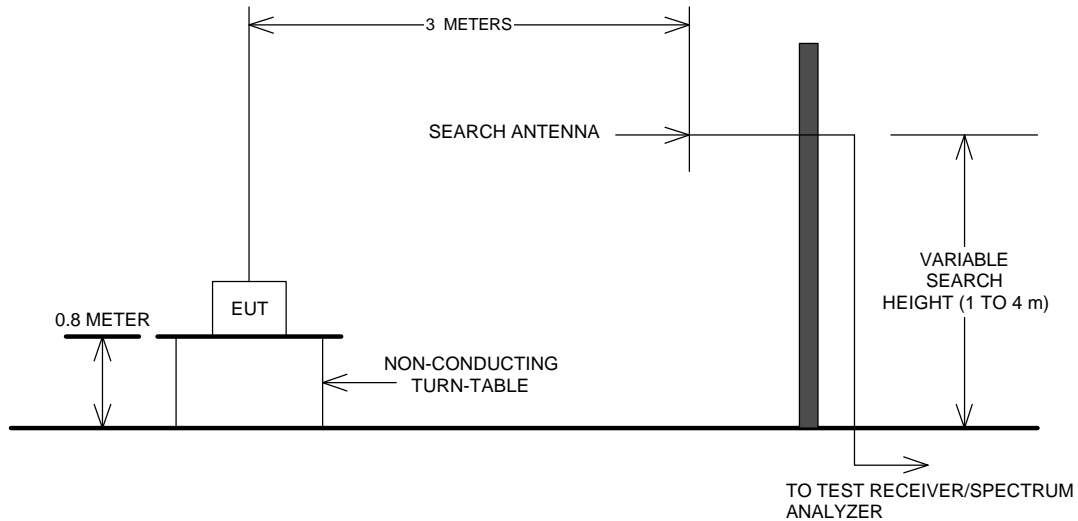 3 METERS
SEARCH ANTENNA
VARIABLE
SEARCH
HEIGHT (1 TO 4 m)
EUT
0.8 METER
NON-CONDUCTING
TURN-TABLE
TO TEST RECEIVER/SPECTRUM
ANALYZER